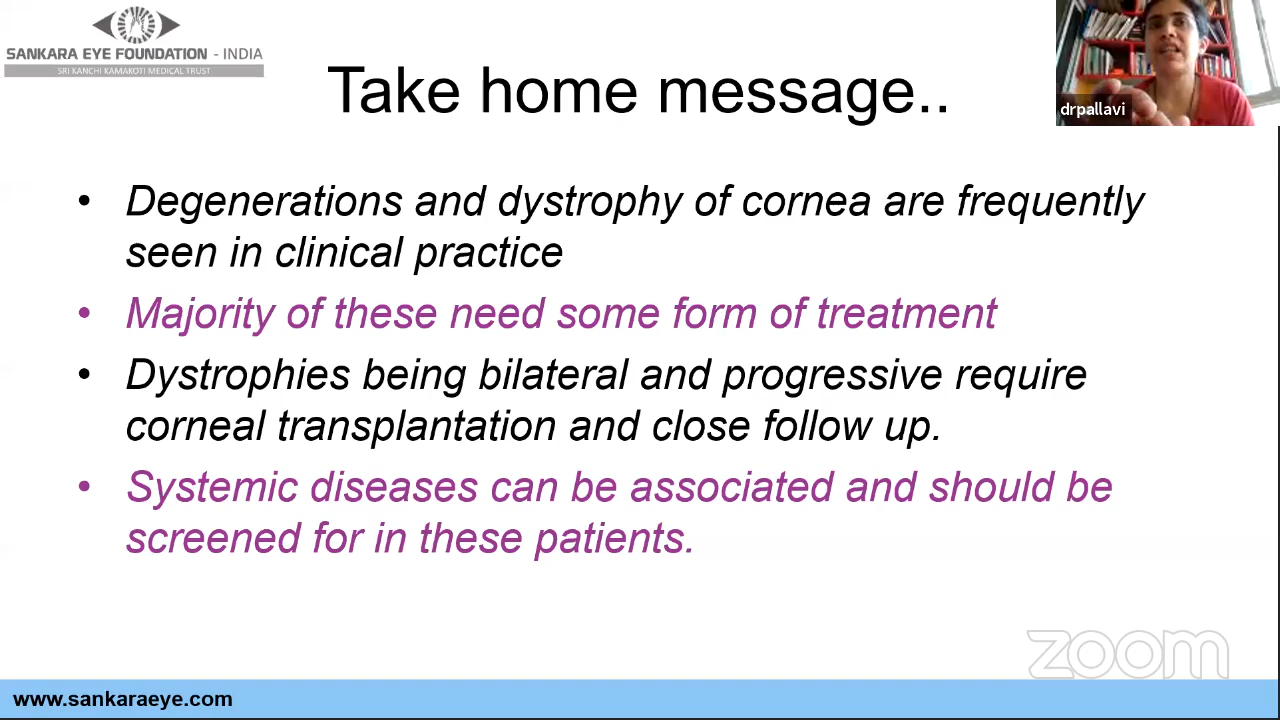 SANKARA EYE FOUNDATION - INDIA
SRI KANCHI KAMAKOTI MEDICAL TRUST
Take home message..
drpallavi
• Degenerations and dystrophy of cornea are frequently
seen in clinical practice
• Majority of these need some form of treatment
• Dystrophies being bilateral and progressive require
corneal transplantation and close follow up.
• Systemic diseases can be associated and should be
screened for in these patients.
zoom
www.sankaraeye.com